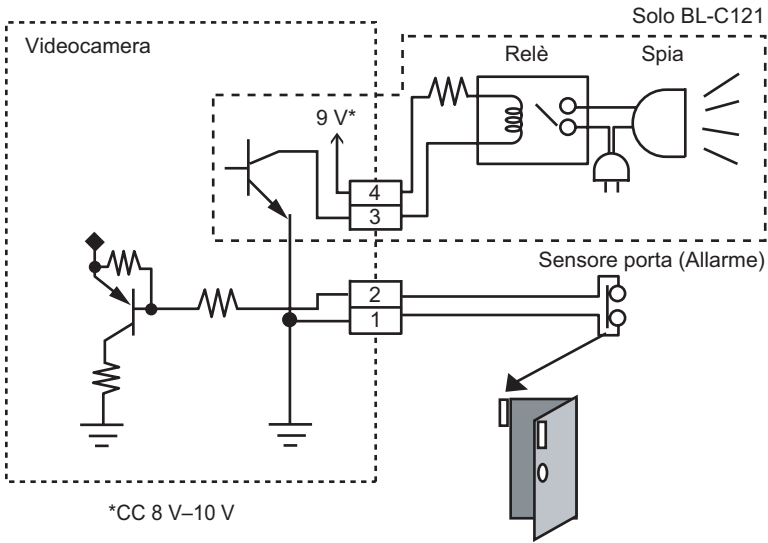 Solo BL-C121
Videocamera
Relè
Spia
9 V*
4
3
Sensore porta (Allarme)
2
1
*CC 8 V–10 V